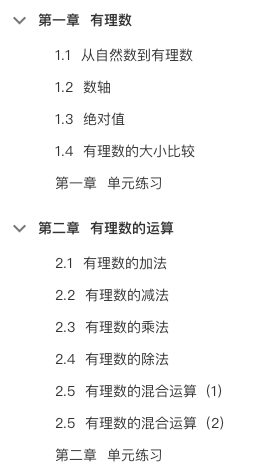 第一章 有理数
1.1 从自然数到有理数
1.2 数轴
1.3 绝对值
1.4 有理数的大小比较
第一章 单元练习
第二章 有理数的运算
2.1 有理数的加法
2.2 有理数的减法
2.3 有理数的乘法
2.4 有理数的除法
2.5 有理数的混合运算（1）
2.5 有理数的混合运算（2）
第二章 单元练习